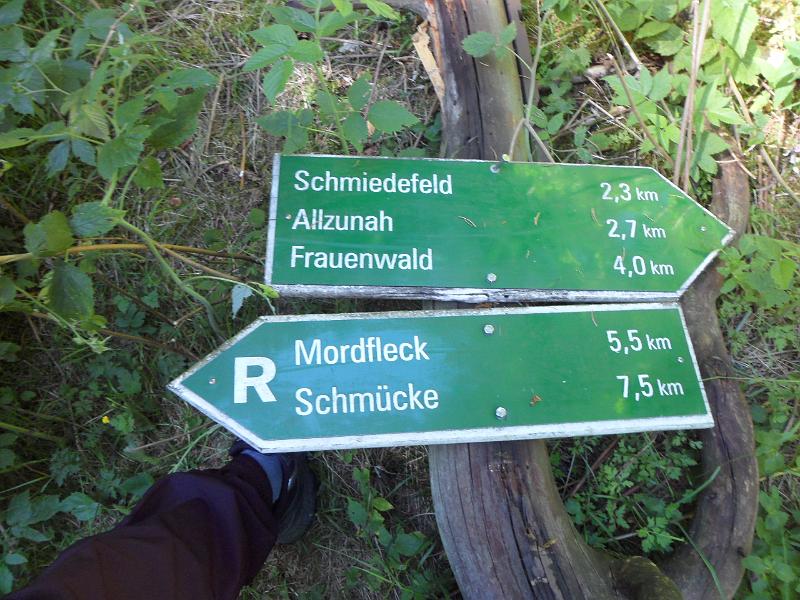 Schmiedefeld 2,3 km
Allzunah 2,7 km
Frauenwald 4,0 km
R Mordfleck 5,5 km
Schmücke 7,5 km